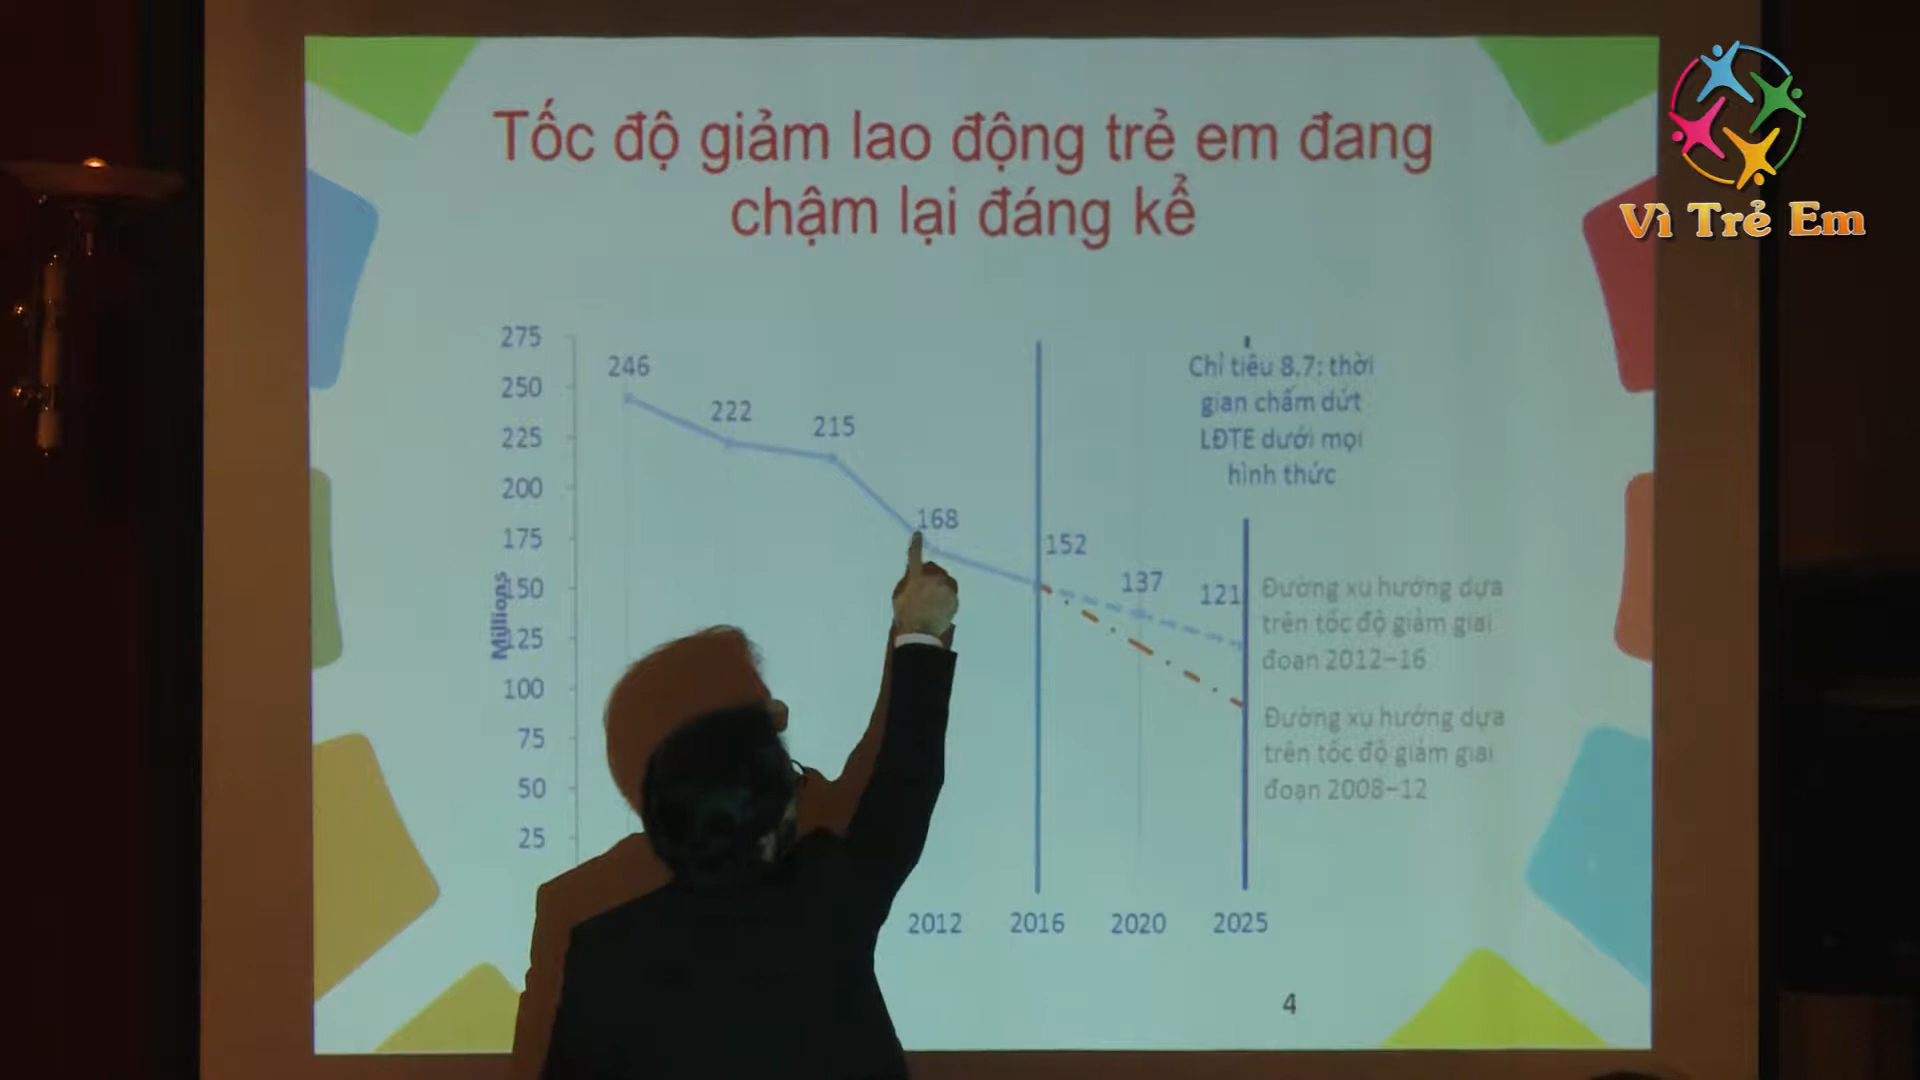 Tốc độ giảm lao động trẻ em đang
chậm lại đáng kể
Vì Trẻ Em
275
250
225
200
175
150
125
100
75
50
25
Millions
246
222
215
168
152
137
121
Chỉ tiêu 8.7: thời
gian chấm dứt
LĐTE dưới mọi
hình thức
Đường xu hướng dựa
trên tốc độ giảm giai
đoạn 2012–16
Đường xu hướng dựa
trên tốc độ giảm giai
đoạn 2008–12
2012
2016
2020
2025
4